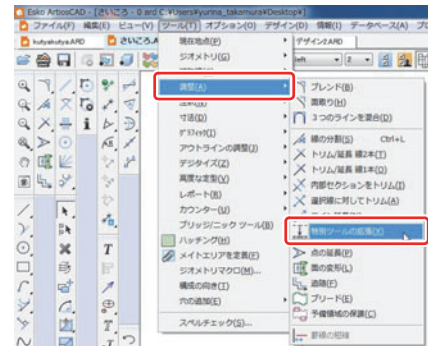 Esko ArtiosCAD - [さいころ - 0 ard C:¥Users¥yurina_takamura¥Desktop¥]
ファイル(F) 編集(E) ビュー(V) ツール(T) オプション(O) デザイン(D) 情報(I) データベース(A)
kutyakutya.ARD さいころ.A デザイン2.ARD
現在地点(P)
ジオメトリ(G)
調整(A)
寸法(D)
アウトラインの調整(J)
デジタイズ(Z)
高度な定型(V)
レポート(R)
カウンター(U)
ブリッジ/ニック ツール(B)
ハッチング(H)
メイトエリアを定義(F)
ジオメトリマクロ(M)...
構成の向き(I)
穴の追加(E)
スペルチェック(S)...
ブレンド(B)
面取り(H)
3つのラインを混合(D)
線の分割(S) Ctrl+L
トリム/延長 線2本(T)
トリム/延長 線1本(O)
内部セクションをトリム(I)
選択線に対してトリム(A)
特別ツールの拡張(X)
点の延長(P)
面の変形(L)
追随(F)
ブリード(E)
予備領域の保護(C)
罫線の短縮